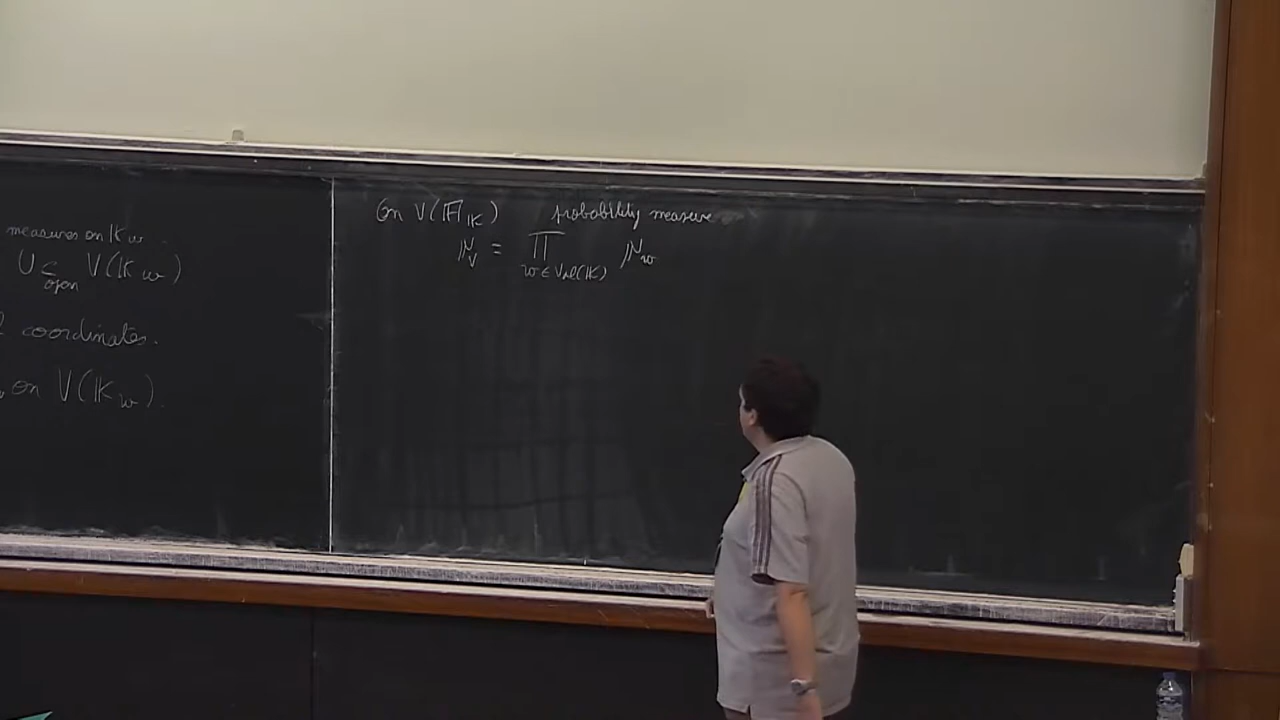 measures on 𝕂_w.
U ⊂_open V(𝕂_w)
coordinates.
on V(𝕂_w).
On V(𝔸_𝕂) probability measure
μ_V = ∏_{w ∈ Val(𝕂)} μ_w